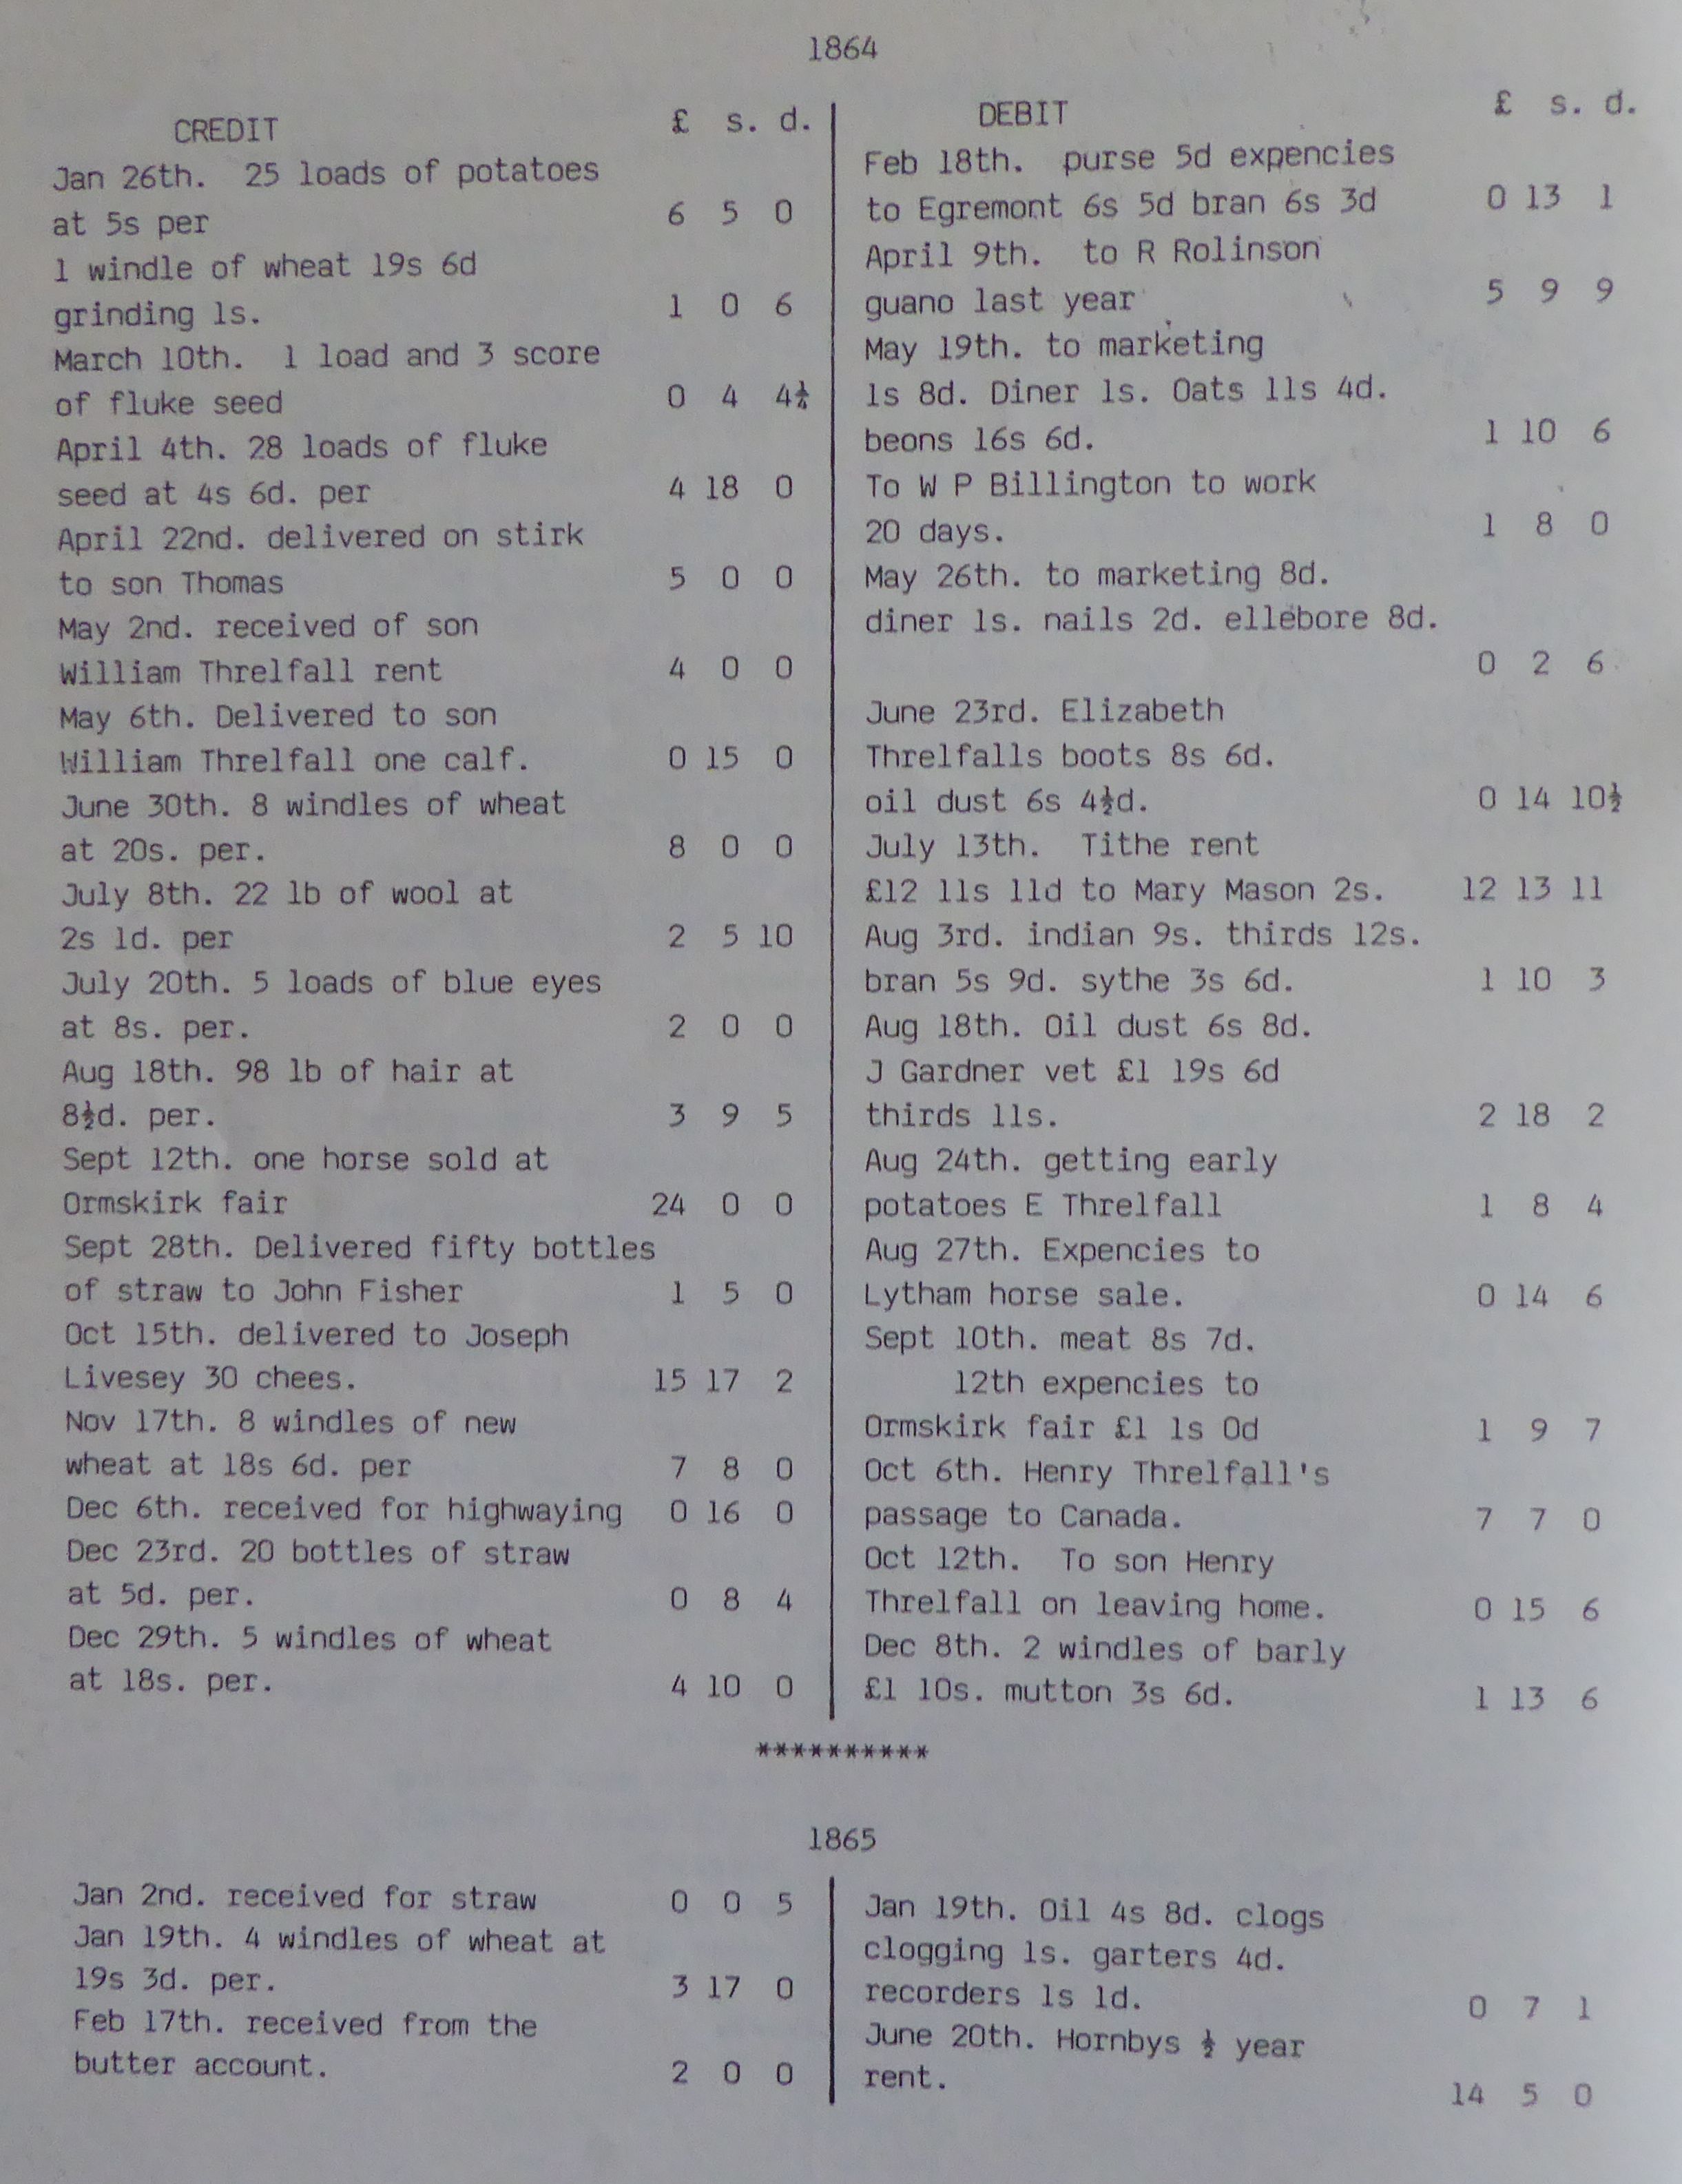 1864
CREDIT £ s. d.
Jan 26th. 25 loads of potatoes
at 5s per 6 5 0
1 windle of wheat 19s 6d
grinding 1s. 1 0 6
March 10th. 1 load and 3 score
of fluke seed 0 4 4¼
April 4th. 28 loads of fluke
seed at 4s 6d. per 4 18 0
April 22nd. delivered on stirk
to son Thomas 5 0 0
May 2nd. received of son
William Threlfall rent 4 0 0
May 6th. Delivered to son
William Threlfall one calf. 0 15 0
June 30th. 8 windles of wheat
at 20s. per. 8 0 0
July 8th. 22 lb of wool at
2s 1d. per 2 5 10
July 20th. 5 loads of blue eyes
at 8s. per. 2 0 0
Aug 18th. 98 lb of hair at
8½d. per. 3 9 5
Sept 12th. one horse sold at
Ormskirk fair 24 0 0
Sept 28th. Delivered fifty bottles
of straw to John Fisher 1 5 0
Oct 15th. delivered to Joseph
Livesey 30 chees. 15 17 2
Nov 17th. 8 windles of new
wheat at 18s 6d. per 7 8 0
Dec 6th. received for highwaying 0 16 0
Dec 23rd. 20 bottles of straw
at 5d. per. 0 8 4
Dec 29th. 5 windles of wheat
at 18s. per. 4 10 0
DEBIT £ s. d.
Feb 18th. purse 5d expencies
to Egremont 6s 5d bran 6s 3d 0 13 1
April 9th. to R Rolinson
guano last year 5 9 9
May 19th. to marketing
1s 8d. Diner 1s. Oats 11s 4d.
beons 16s 6d. 1 10 6
To W P Billington to work
20 days. 1 8 0
May 26th. to marketing 8d.
diner 1s. nails 2d. ellebore 8d.
0 2 6
June 23rd. Elizabeth
Threlfalls boots 8s 6d.
oil dust 6s 4½d. 0 14 10½
July 13th. Tithe rent
£12 11s 11d to Mary Mason 2s. 12 13 11
Aug 3rd. indian 9s. thirds 12s.
bran 5s 9d. sythe 3s 6d. 1 10 3
Aug 18th. Oil dust 6s 8d.
J Gardner vet £1 19s 6d
thirds 11s. 2 18 2
Aug 24th. getting early
potatoes E Threlfall 1 8 4
Aug 27th. Expencies to
Lytham horse sale. 0 14 6
Sept 10th. meat 8s 7d.
12th expencies to
Ormskirk fair £1 1s 0d 1 9 7
Oct 6th. Henry Threlfall's
passage to Canada. 7 7 0
Oct 12th. To son Henry
Threlfall on leaving home. 0 15 6
Dec 8th. 2 windles of barly
£1 10s. mutton 3s 6d. 1 13 6
**********
1865
Jan 2nd. received for straw 0 0 5
Jan 19th. 4 windles of wheat at
19s 3d. per. 3 17 0
Feb 17th. received from the
butter account. 2 0 0
Jan 19th. Oil 4s 8d. clogs
clogging 1s. garters 4d.
recorders 1s 1d. 0 7 1
June 20th. Hornbys ½ year
rent. 14 5 0